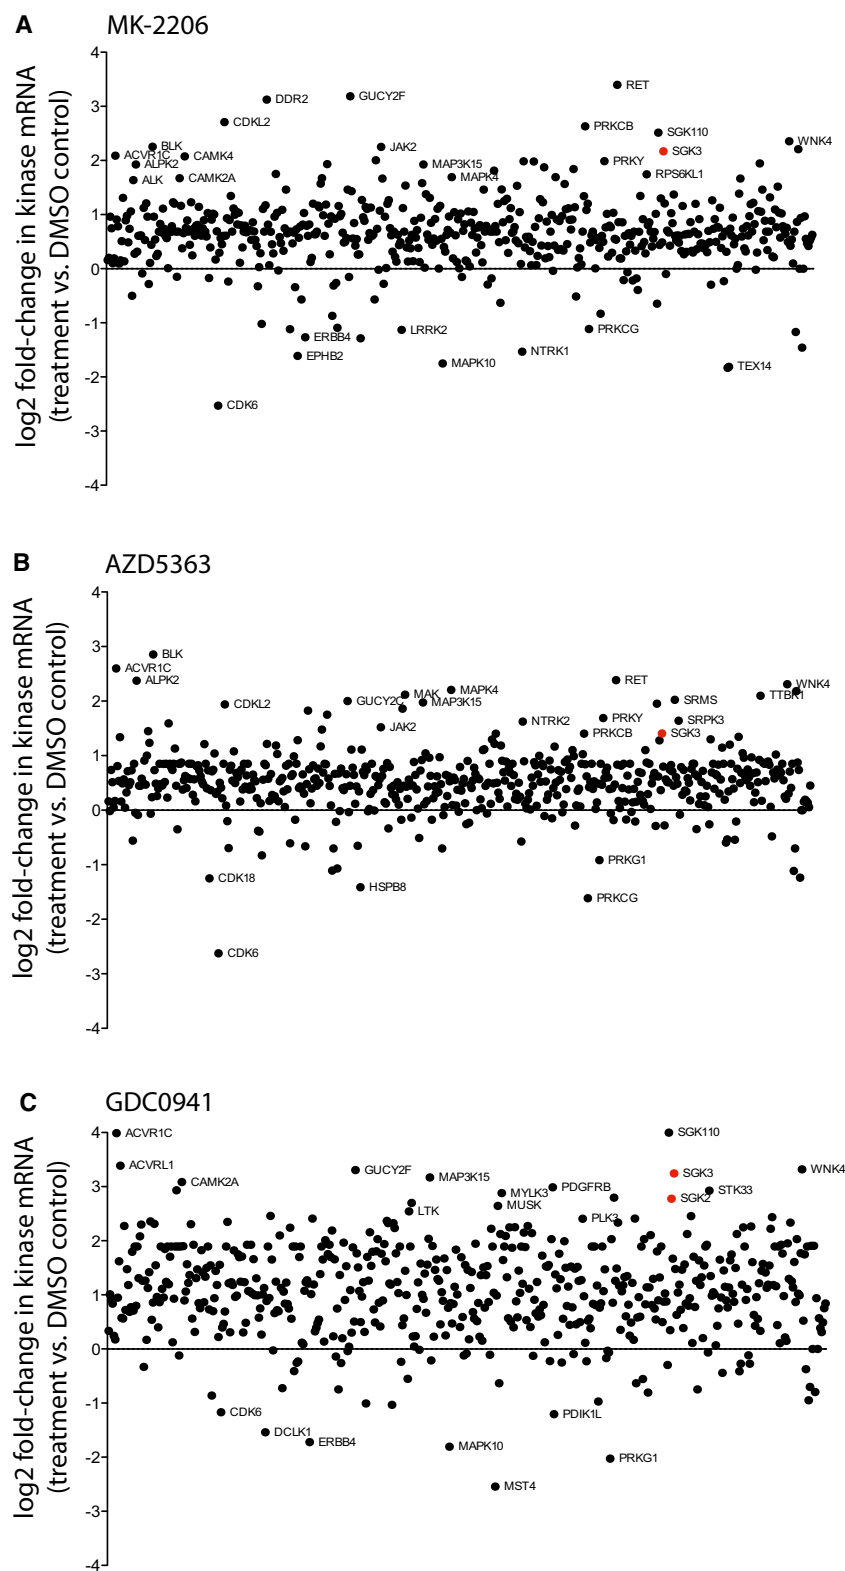 A
MK-2206
log2 fold-change in kinase mRNA
(treatment vs. DMSO control)
4
3
2
1
0
-1
-2
-3
-4
RET
DDR2
GUCY2F
CDKL2
PRKCB
SGK110
BLK
JAK2
WNK4
ACVR1C
CAMK4
SGK3
ALPK2
MAP3K15
PRKY
ALK
CAMK2A
MAPK4
RPS6KL1
ERBB4
LRRK2
PRKCG
EPHB2
MAPK10
NTRK1
TEX14
CDK6
B
AZD5363
log2 fold-change in kinase mRNA
(treatment vs. DMSO control)
4
3
2
1
0
-1
-2
-3
-4
BLK
ACVR1C
ALPK2
RET
WNK4
CDKL2
GUCY2C
MAK
MAPK4
MAP3K15
SRMS
TTBK1
JAK2
NTRK2
PRKY
SRPK3
PRKCB
SGK3
PRKG1
CDK18
HSPB8
PRKCG
CDK6
C
GDC0941
log2 fold-change in kinase mRNA
(treatment vs. DMSO control)
4
3
2
1
0
-1
-2
-3
-4
ACVR1C
SGK110
ACVRL1
GUCY2F
MAP3K15
SGK3
WNK4
CAMK2A
MYLK3
PDGFRB
SGK2
STK33
LTK
MUSK
PLK3
CDK6
PDIK1L
DCLK1
ERBB4
MAPK10
PRKG1
MST4